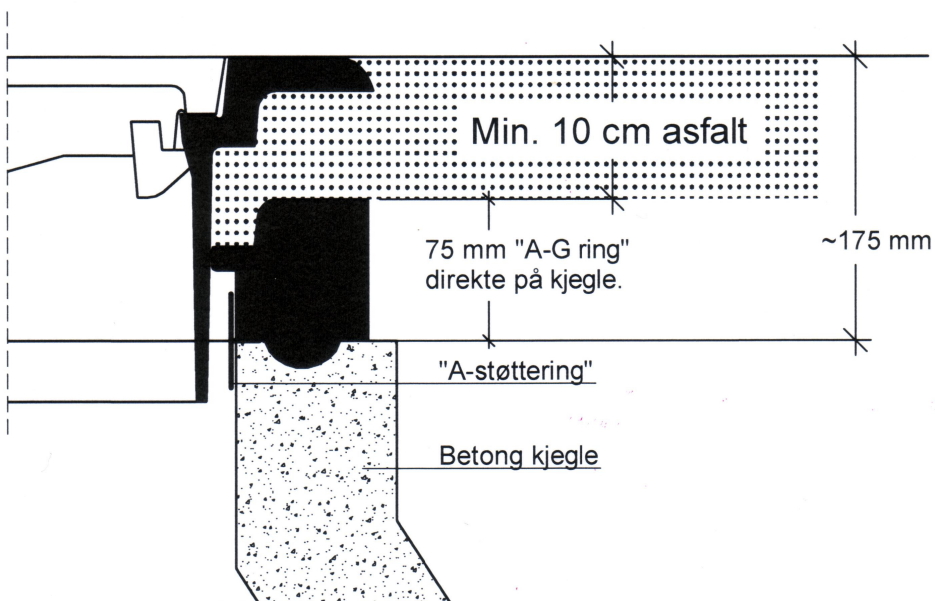 Min. 10 cm asfalt
75 mm "A-G ring"
direkte på kjegle.
~175 mm
"A-støttering"
Betong kjegle